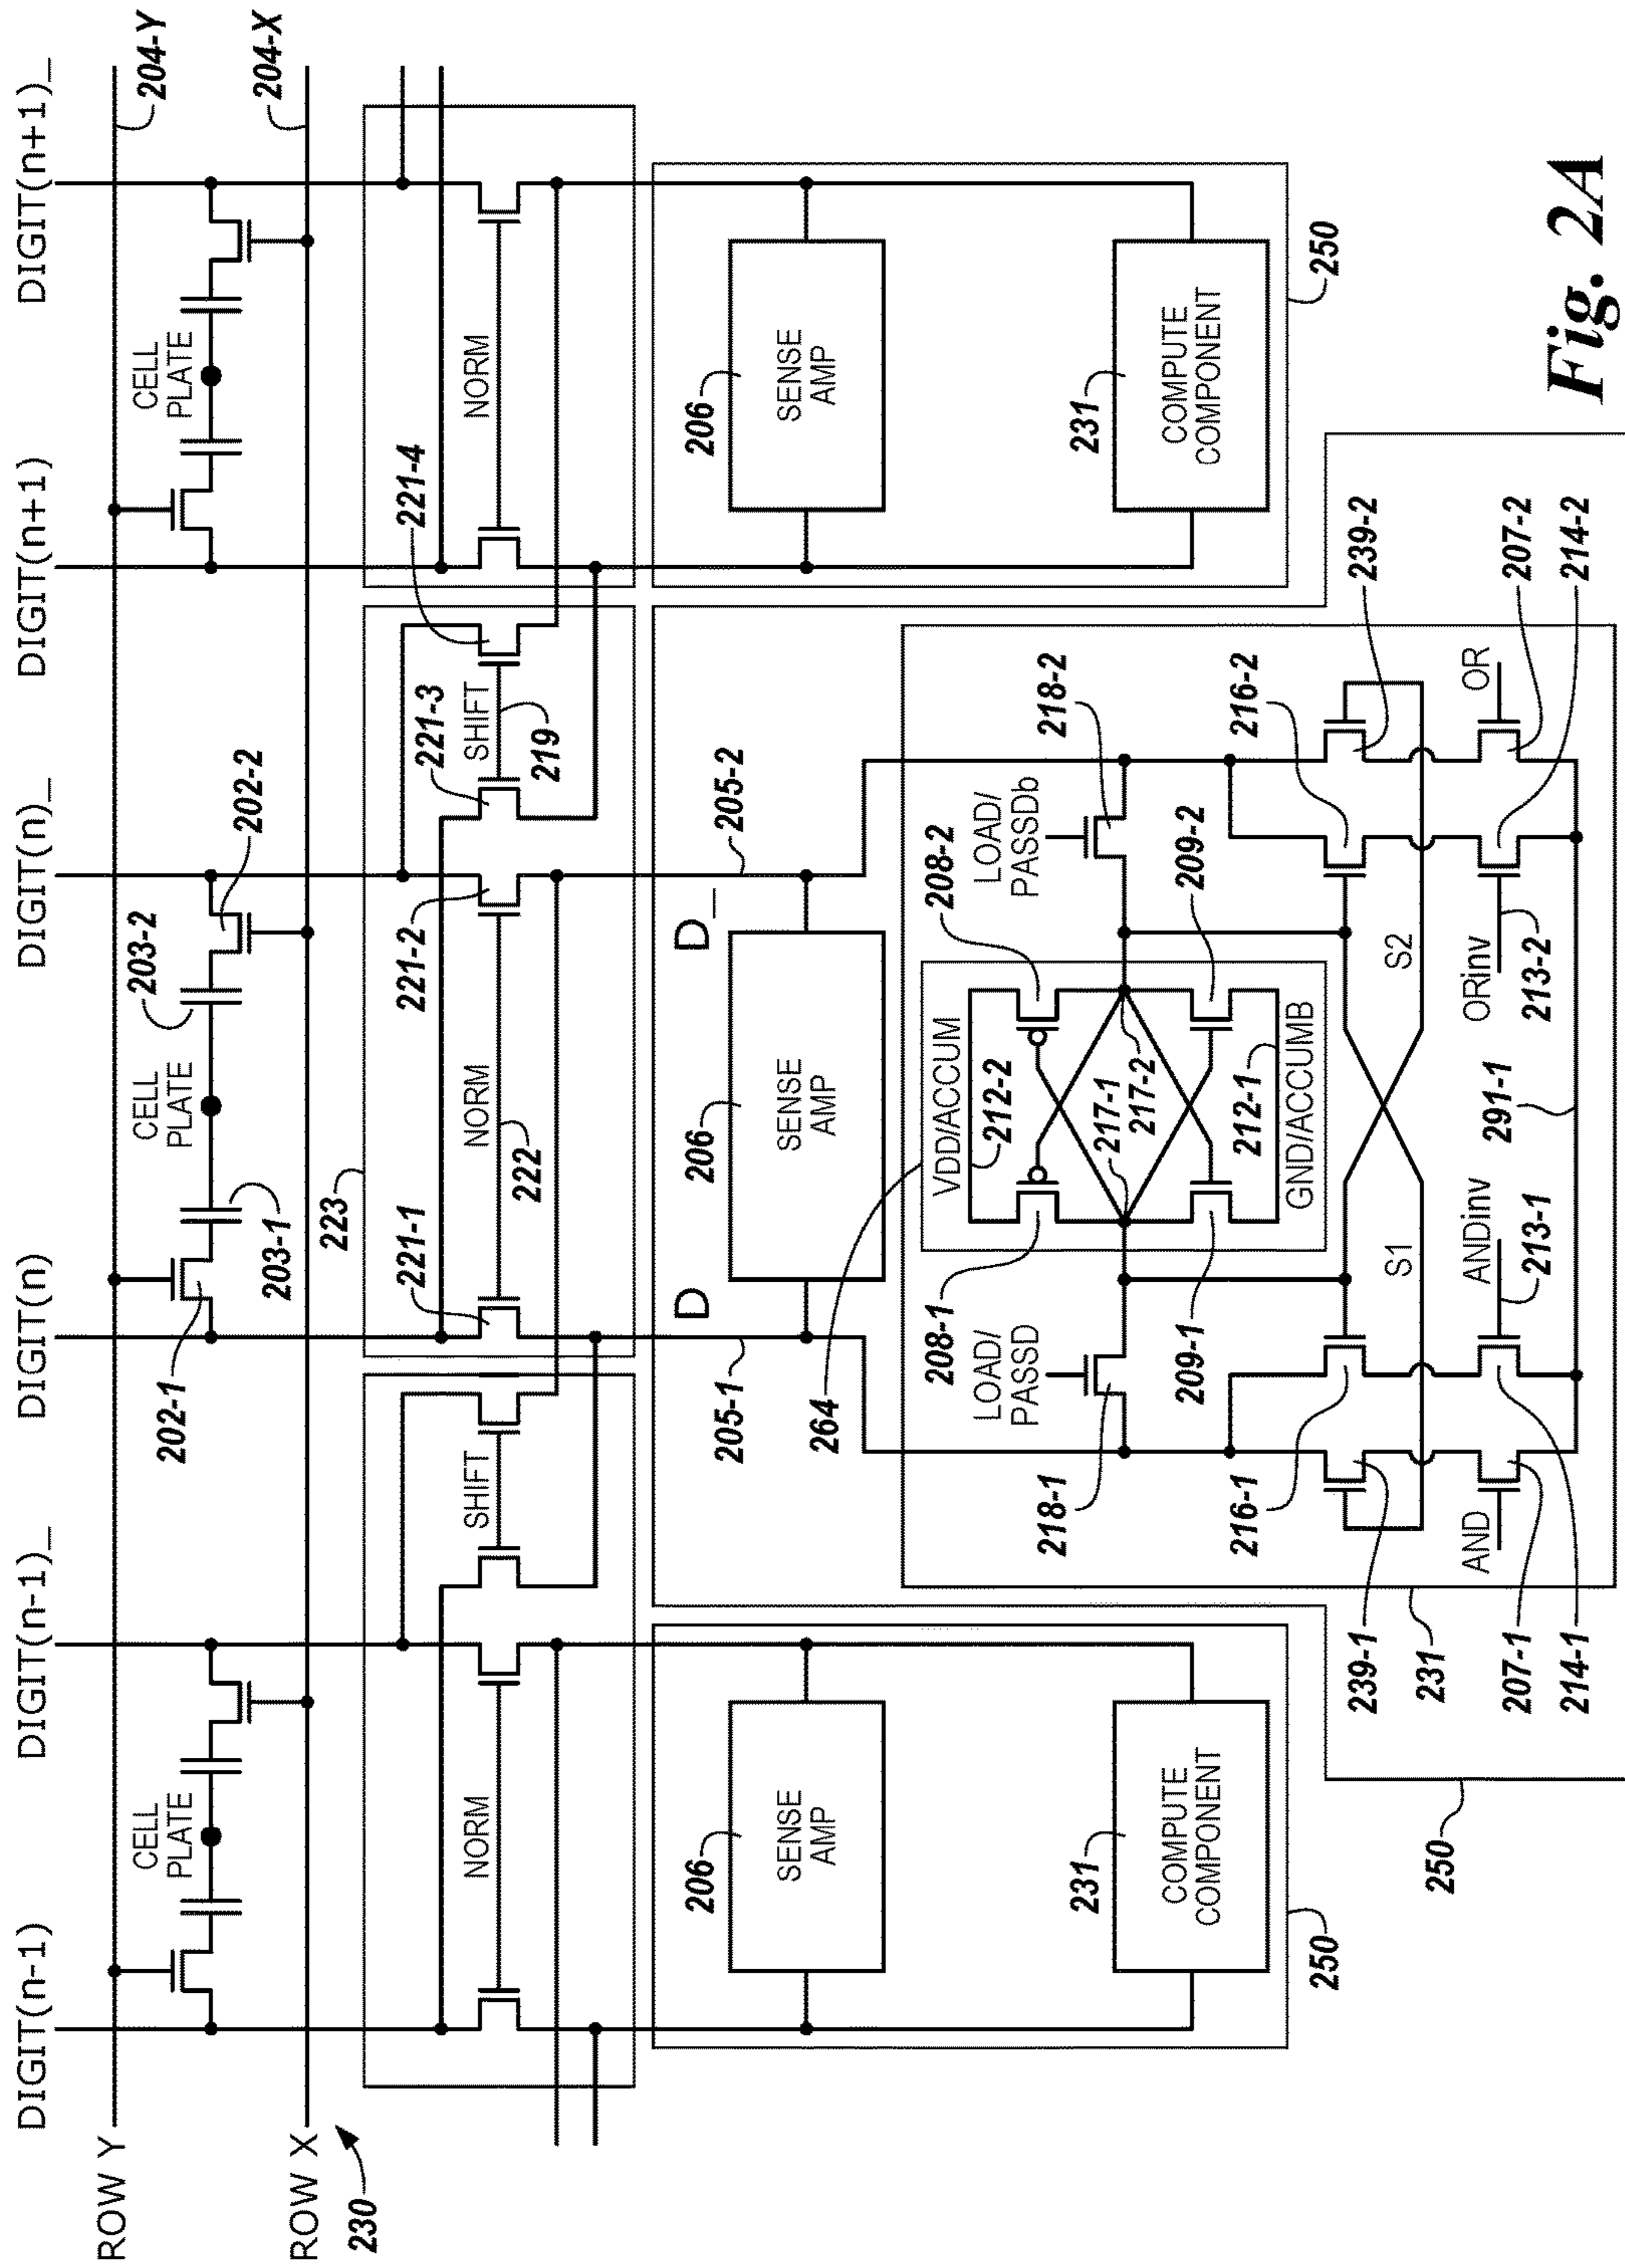 DIGIT(n-1)
DIGIT(n-1)_
DIGIT(n)
DIGIT(n)_
DIGIT(n+1)
DIGIT(n+1)_
ROW Y
204-Y
CELL
PLATE
CELL
PLATE
CELL
PLATE
202-1
203-1
203-2
202-2
ROW X
204-X
230
223
221-1
221-2
221-3
221-4
NORM
SHIFT
NORM
SHIFT
NORM
222
219
D
D_
205-1
205-2
206
SENSE
AMP
206
SENSE
AMP
206
SENSE
AMP
264
VDD/ACCUM
212-2
208-1
208-2
LOAD/
PASSD
LOAD/
PASSDb
218-1
218-2
217-1
217-2
231
COMPUTE
COMPONENT
231
COMPUTE
COMPONENT
209-1
209-2
212-1
GND/ACCUMB
216-1
216-2
250
250
239-1
239-2
S1
S2
231
250
AND
ANDinv
ORinv
OR
207-1
213-1
291-1
213-2
207-2
214-1
214-2
Fig. 2A